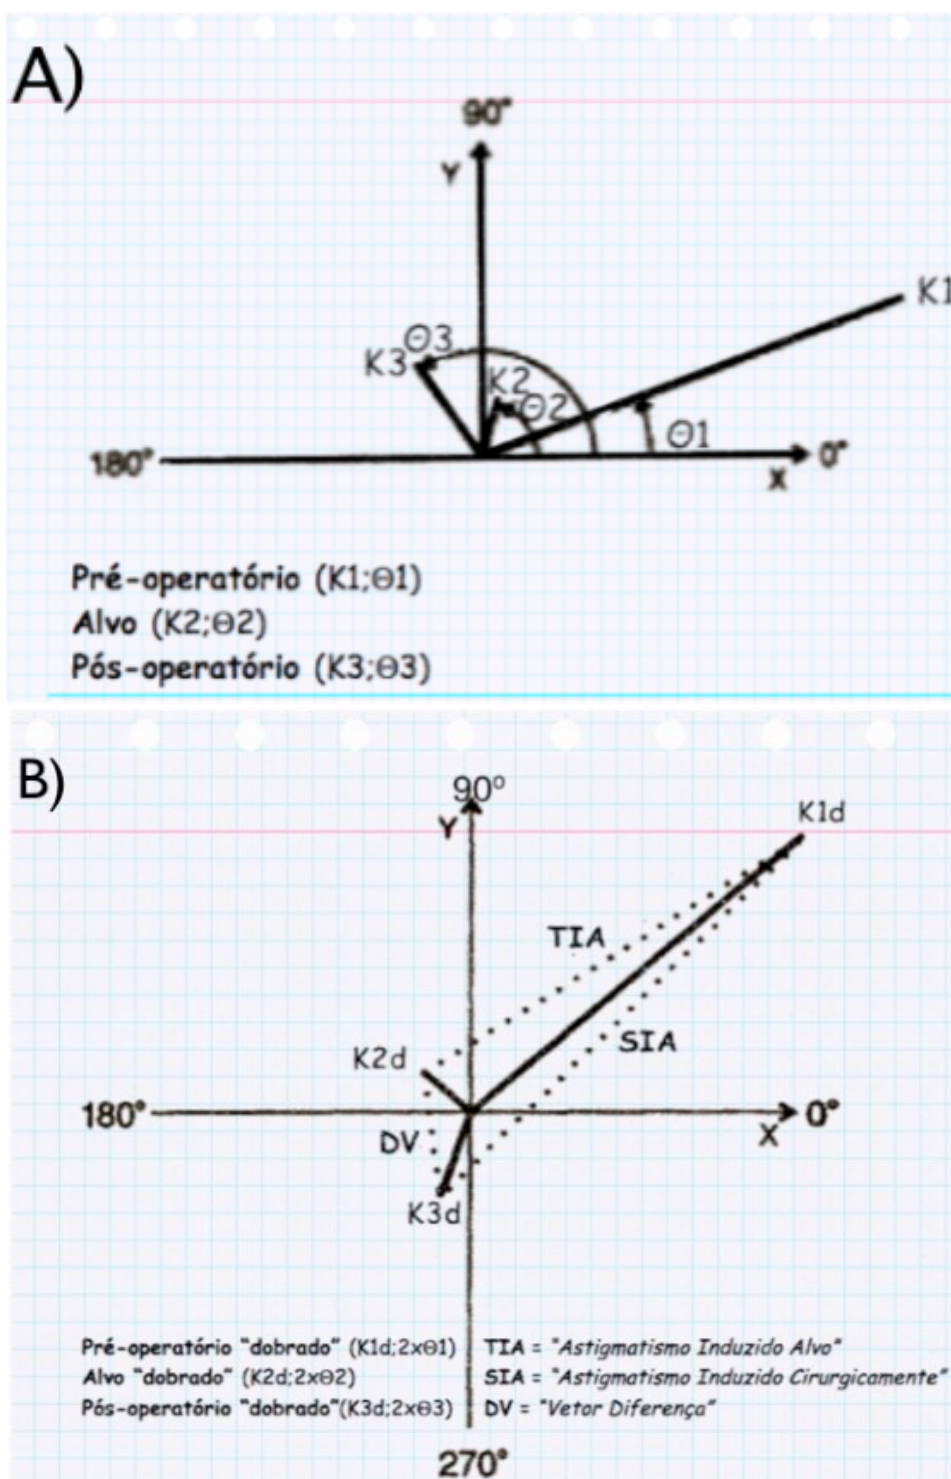 A)
90°
Y
K1
Θ3
K3
K2
Θ2
Θ1
180°
0°
X
Pré-operatório (K1;Θ1)
Alvo (K2;Θ2)
Pós-operatório (K3;Θ3)
B)
90º
K1d
Y
TIA
SIA
K2d
180°
0°
X
DV
K3d
Pré-operatório “dobrado” (K1d;2xΘ1) TIA = “Astigmatismo Induzido Alvo”
Alvo “dobrado” (K2d;2xΘ2) SIA = “Astigmatismo Induzido Cirurgicamente”
Pós-operatório “dobrado”(K3d;2xΘ3) DV = “Vetor Diferença”
270°